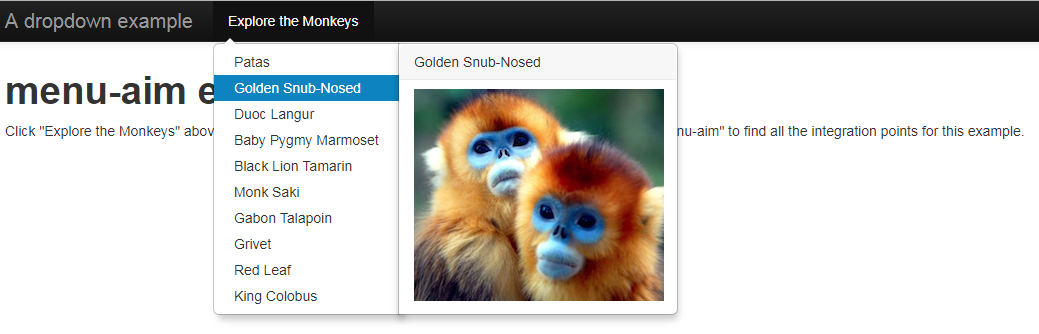 A dropdown example Explore the Monkeys
menu-aim e
Click "Explore the Monkeys" abov nu-aim" to find all the integration points for this example.
Patas
Golden Snub-Nosed
Duoc Langur
Baby Pygmy Marmoset
Black Lion Tamarin
Monk Saki
Gabon Talapoin
Grivet
Red Leaf
King Colobus
Golden Snub-Nosed